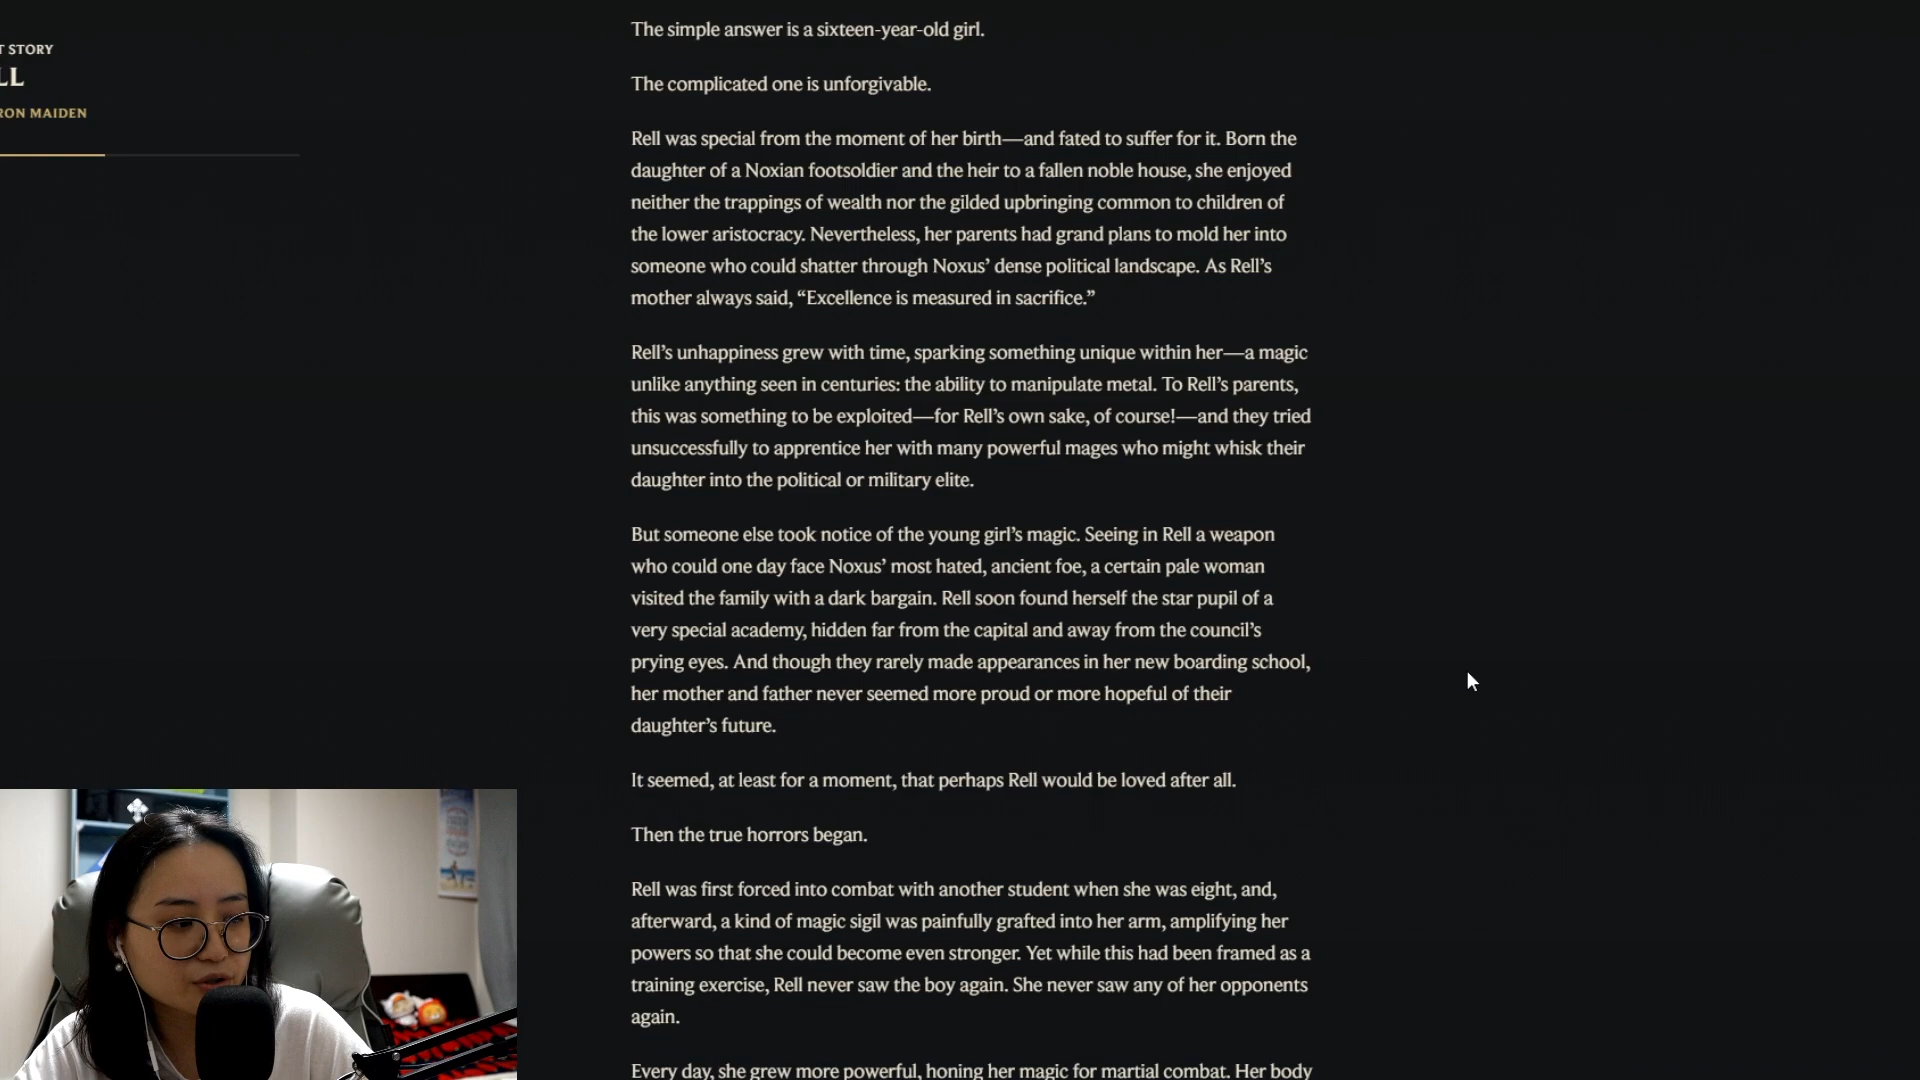 T STORY
LL
RON MAIDEN
The simple answer is a sixteen-year-old girl.
The complicated one is unforgivable.
Rell was special from the moment of her birth—and fated to suffer for it. Born the
daughter of a Noxian footsoldier and the heir to a fallen noble house, she enjoyed
neither the trappings of wealth nor the gilded upbringing common to children of
the lower aristocracy. Nevertheless, her parents had grand plans to mold her into
someone who could shatter through Noxus’ dense political landscape. As Rell’s
mother always said, “Excellence is measured in sacrifice.”
Rell’s unhappiness grew with time, sparking something unique within her—a magic
unlike anything seen in centuries: the ability to manipulate metal. To Rell’s parents,
this was something to be exploited—for Rell’s own sake, of course!—and they tried
unsuccessfully to apprentice her with many powerful mages who might whisk their
daughter into the political or military elite.
But someone else took notice of the young girl’s magic. Seeing in Rell a weapon
who could one day face Noxus’ most hated, ancient foe, a certain pale woman
visited the family with a dark bargain. Rell soon found herself the star pupil of a
very special academy, hidden far from the capital and away from the council’s
prying eyes. And though they rarely made appearances in her new boarding school,
her mother and father never seemed more proud or more hopeful of their
daughter’s future.
It seemed, at least for a moment, that perhaps Rell would be loved after all.
Then the true horrors began.
Rell was first forced into combat with another student when she was eight, and,
afterward, a kind of magic sigil was painfully grafted into her arm, amplifying her
powers so that she could become even stronger. Yet while this had been framed as a
training exercise, Rell never saw the boy again. She never saw any of her opponents
again.
Every day, she grew more powerful, honing her magic for martial combat. Her body